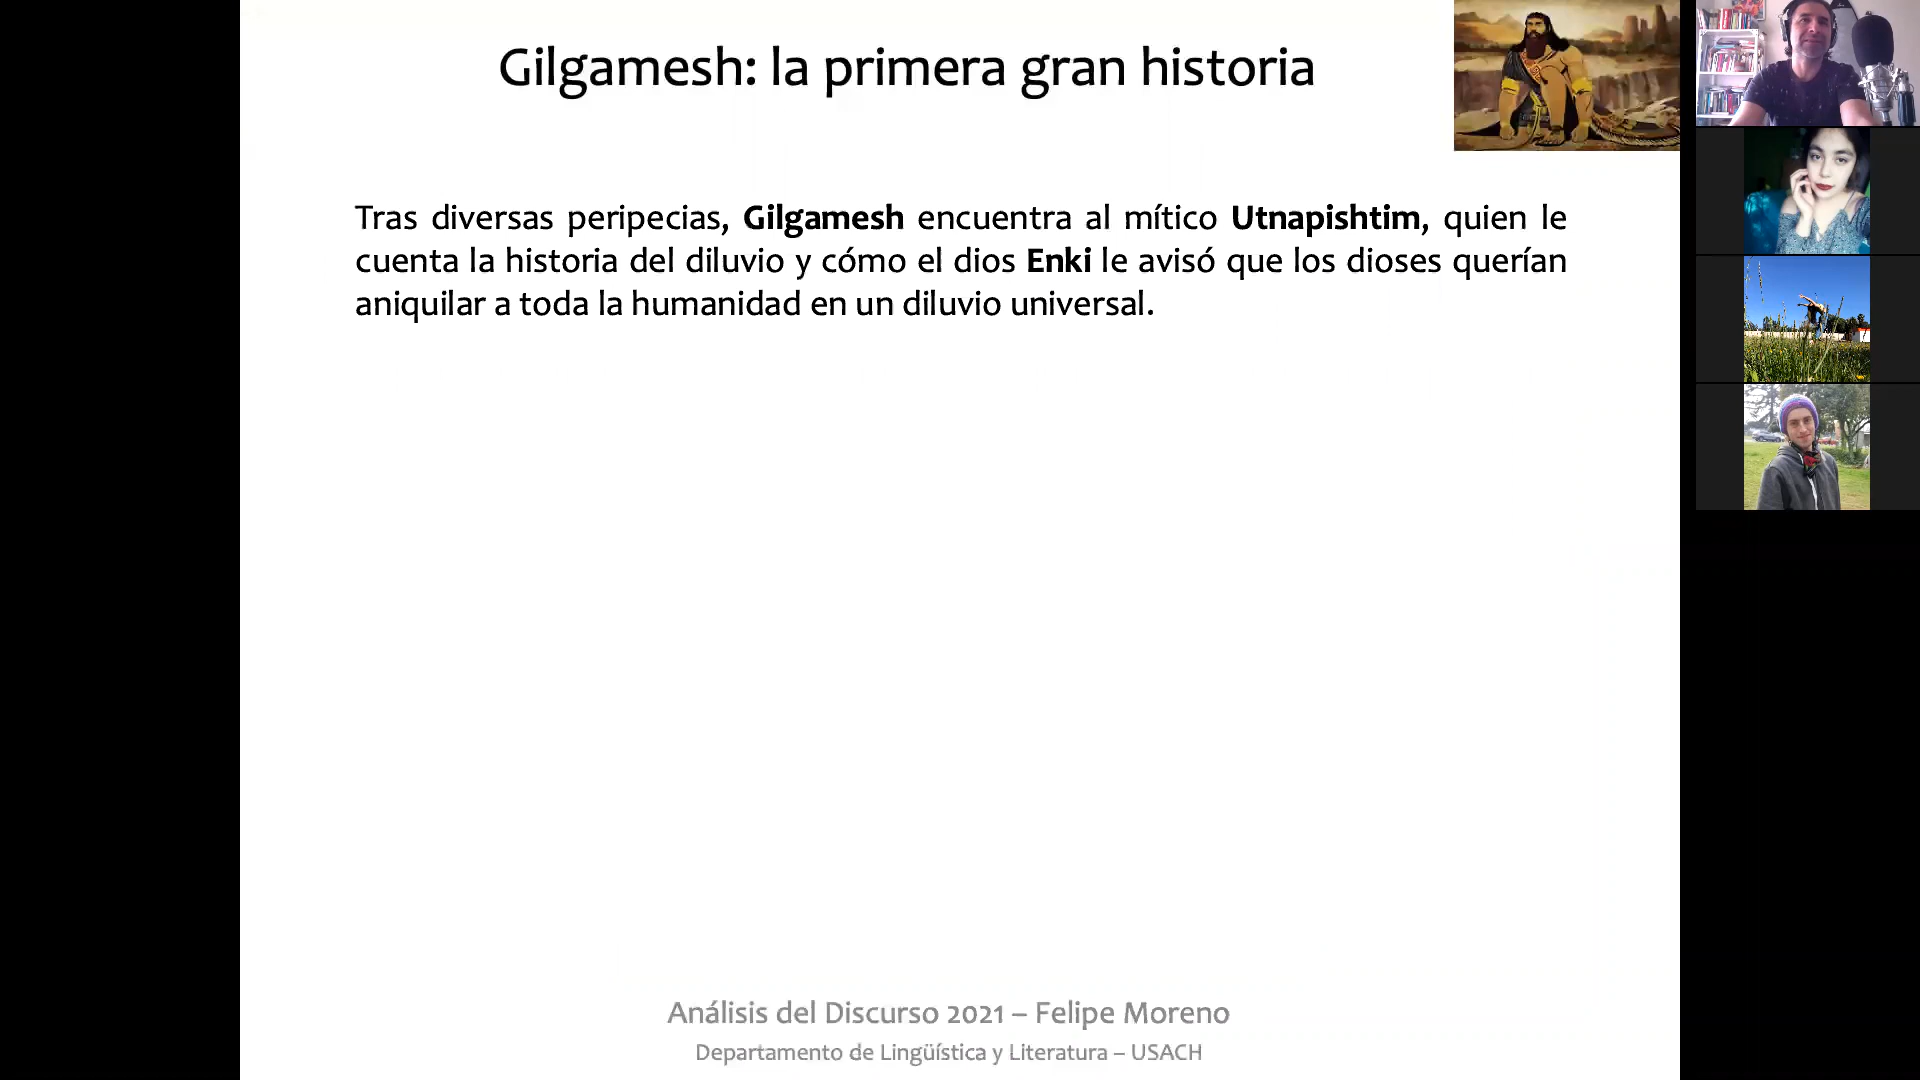 Gilgamesh: la primera gran historia
Tras diversas peripecias, Gilgamesh encuentra al mítico Utnapishtim, quien le
cuenta la historia del diluvio y cómo el dios Enki le avisó que los dioses querían
aniquilar a toda la humanidad en un diluvio universal.
Análisis del Discurso 2021 – Felipe Moreno
Departamento de Lingüística y Literatura – USACH